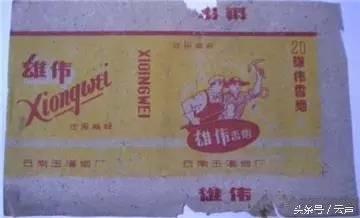 雄伟
雄伟
Xiongwei
云南玉溪烟厂
XIONGWEI
雄伟香烟
云南玉溪烟厂
20
雄伟香烟
雄伟
头条号/云声